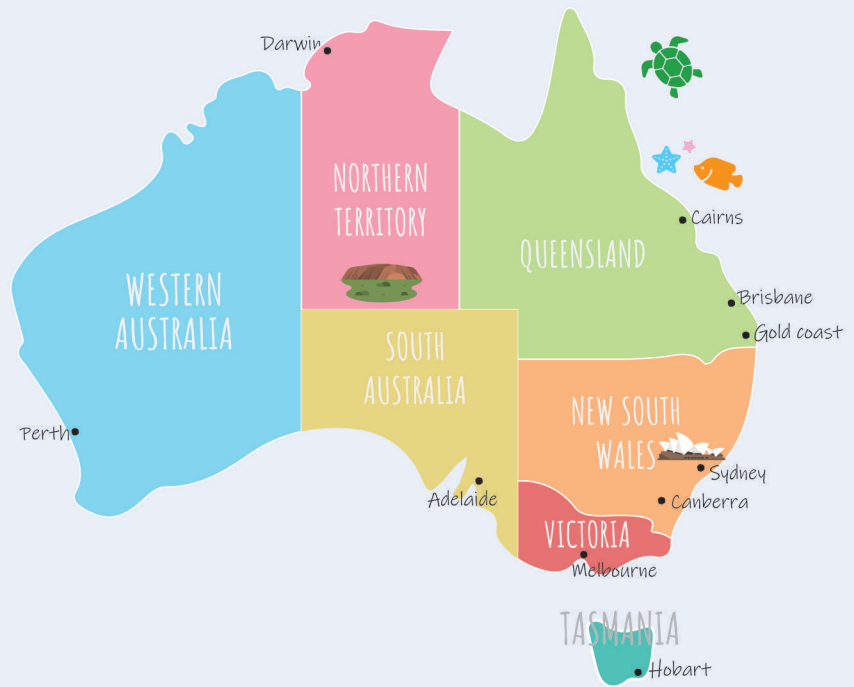 Darwin
NORTHERN
TERRITORY
Cairns
QUEENSLAND
WESTERN
AUSTRALIA
Brisbane
Gold coast
SOUTH
AUSTRALIA
NEW SOUTH
WALES
Perth
Sydney
Adelaide
Canberra
VICTORIA
Melbourne
TASMANIA
Hobart